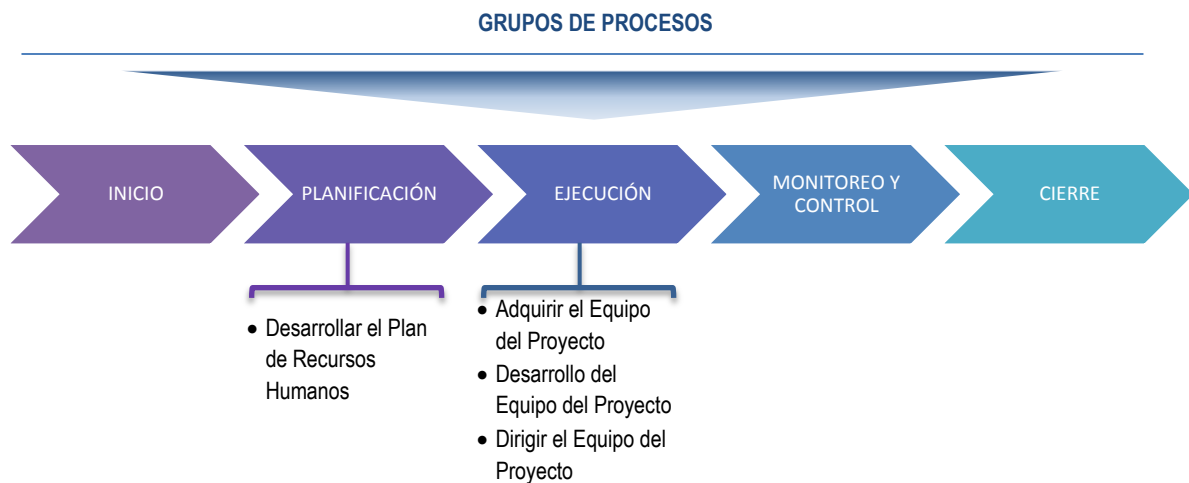 GRUPOS DE PROCESOS
INICIO
PLANIFICACIÓN
EJECUCIÓN
MONITOREO Y
CONTROL
CIERRE
• Desarrollar el Plan
de Recursos
Humanos
• Adquirir el Equipo
del Proyecto
• Desarrollo del
Equipo del Proyecto
• Dirigir el Equipo del
Proyecto